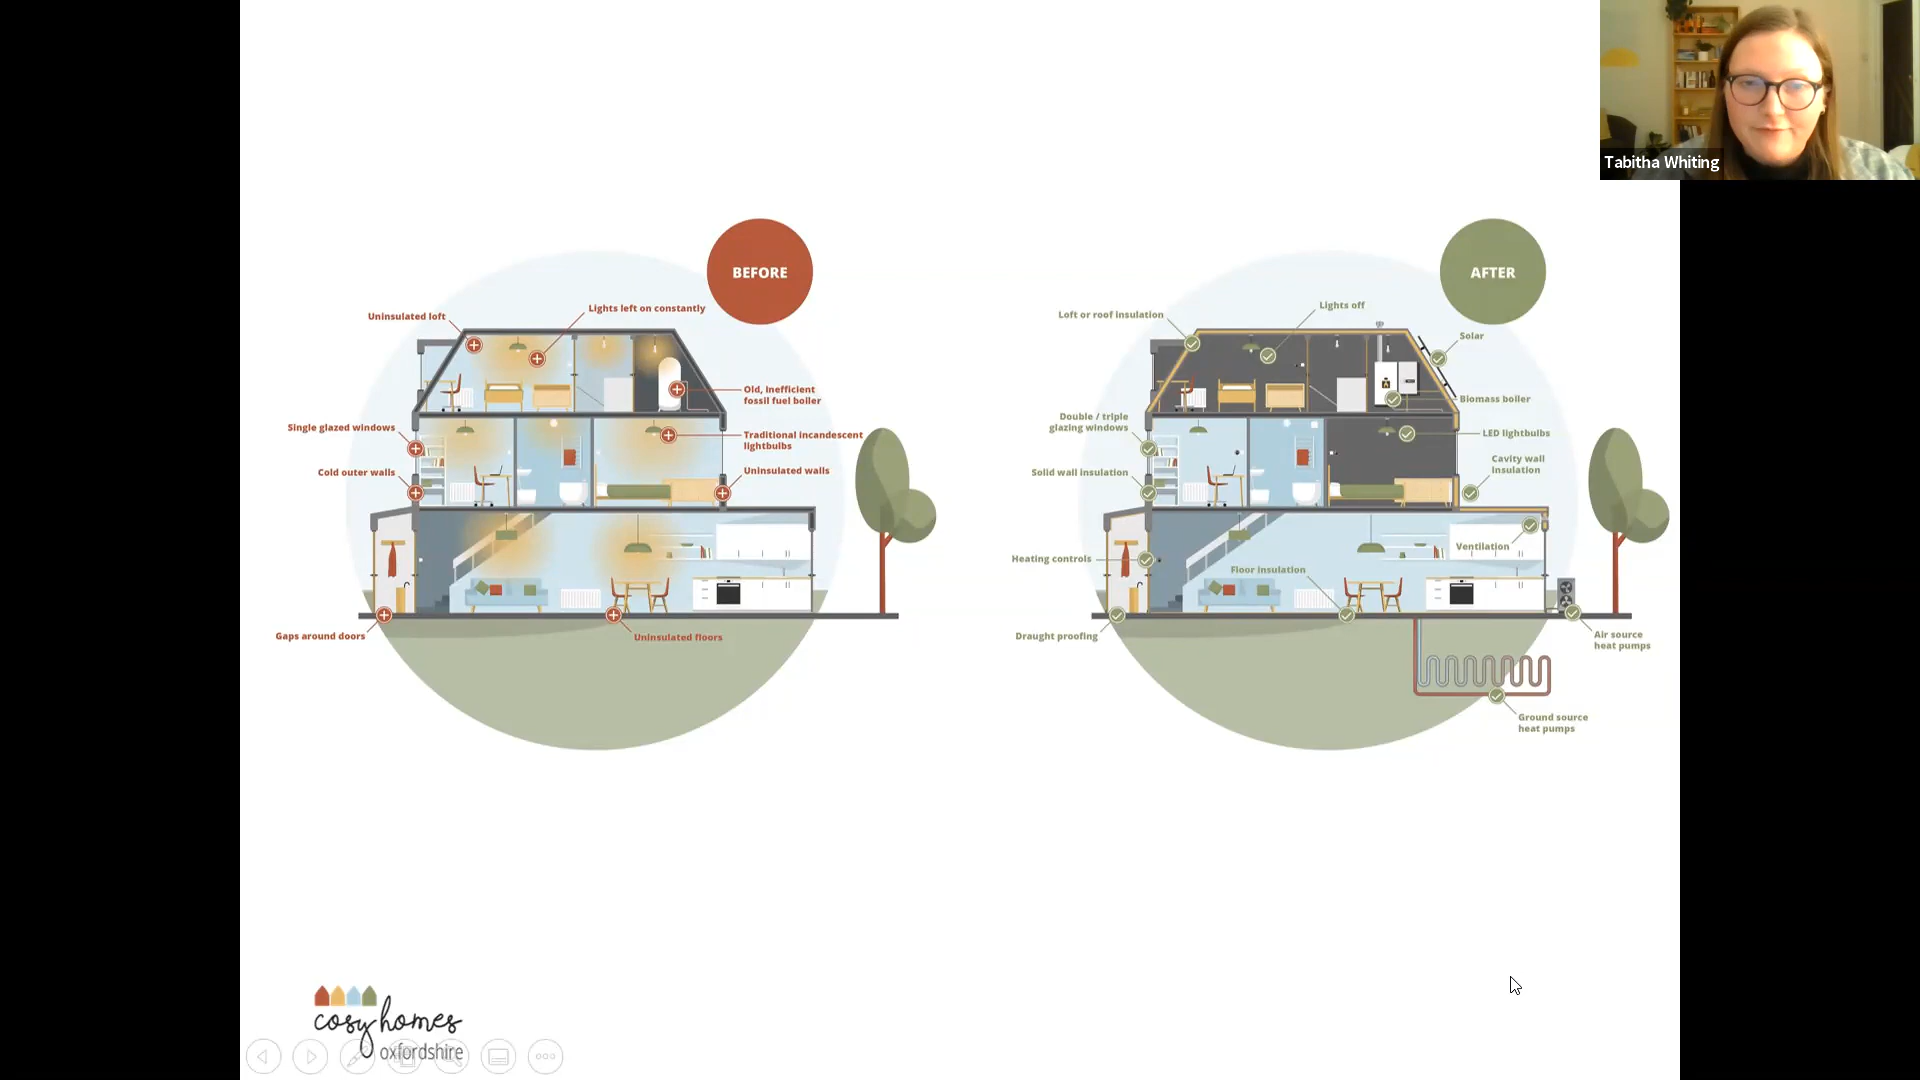 Tabitha Whiting
BEFORE
Lights left on constantly
Uninsulated loft
Old, inefficient
fossil fuel boiler
Single glazed windows
Traditional incandescent
lightbulbs
Cold outer walls
Uninsulated walls
Gaps around doors
Uninsulated floors
AFTER
Lights off
Loft or roof insulation
Solar
Biomass boiler
Double / triple
glazing windows
LED lightbulbs
Cavity wall
insulation
Solid wall insulation
Ventilation
Heating controls
Floor insulation
Draught proofing
Air source
heat pumps
Ground source
heat pumps
cosy homes
oxfordshire